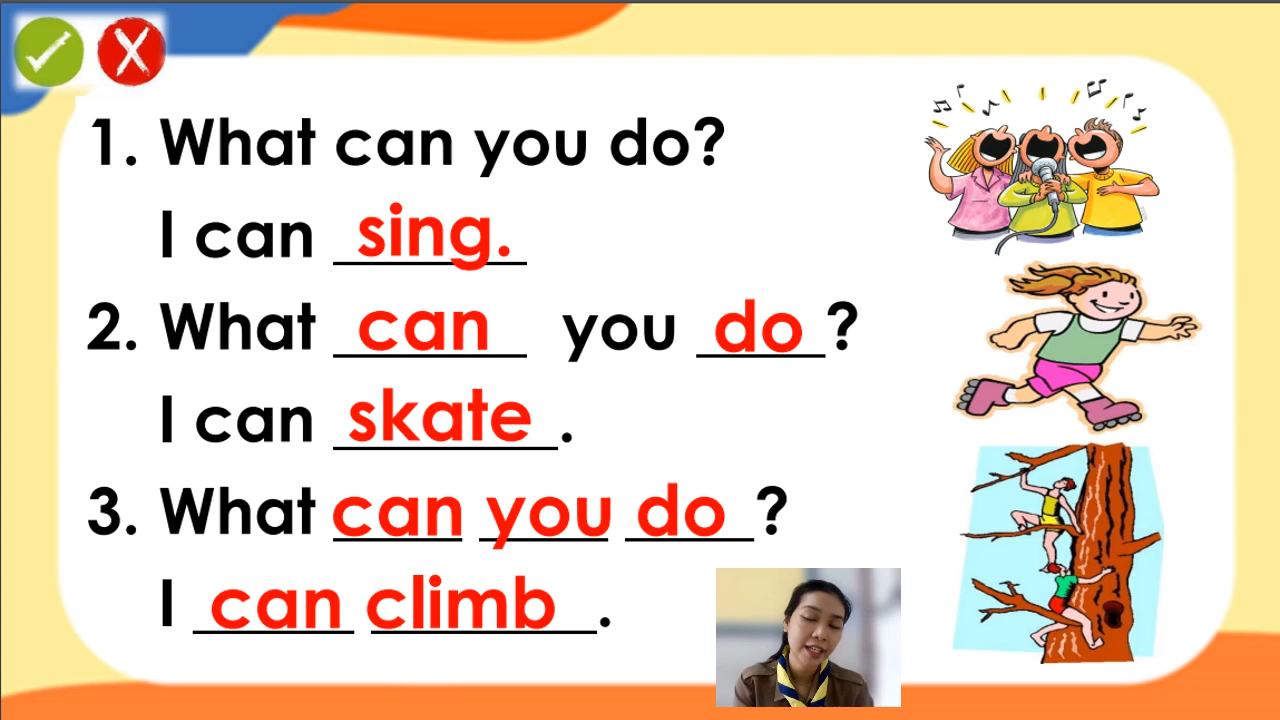 1. What can you do?
I can sing.
2. What can you do?
I can skate.
3. What can you do?
I can climb.